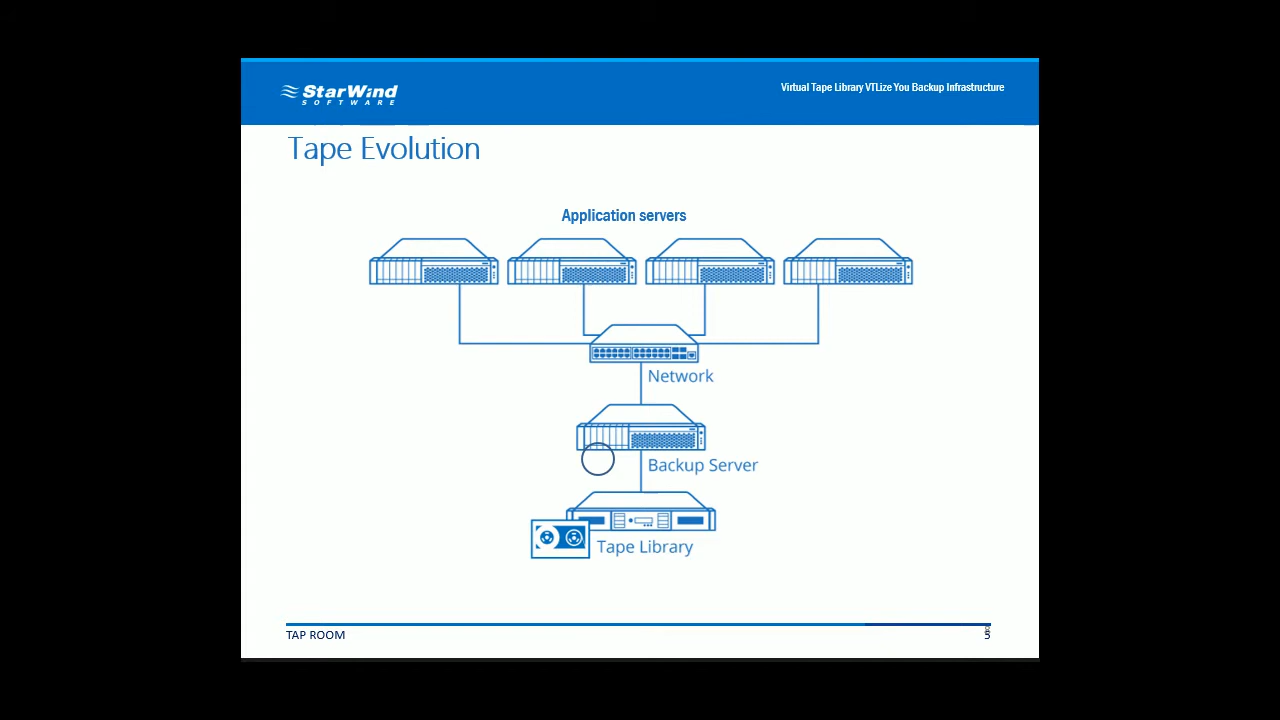 StarWind
SOFTWARE
Virtual Tape Library VTLize You Backup Infrastructure
Tape Evolution
Application servers
Network
Backup Server
Tape Library
TAP ROOM